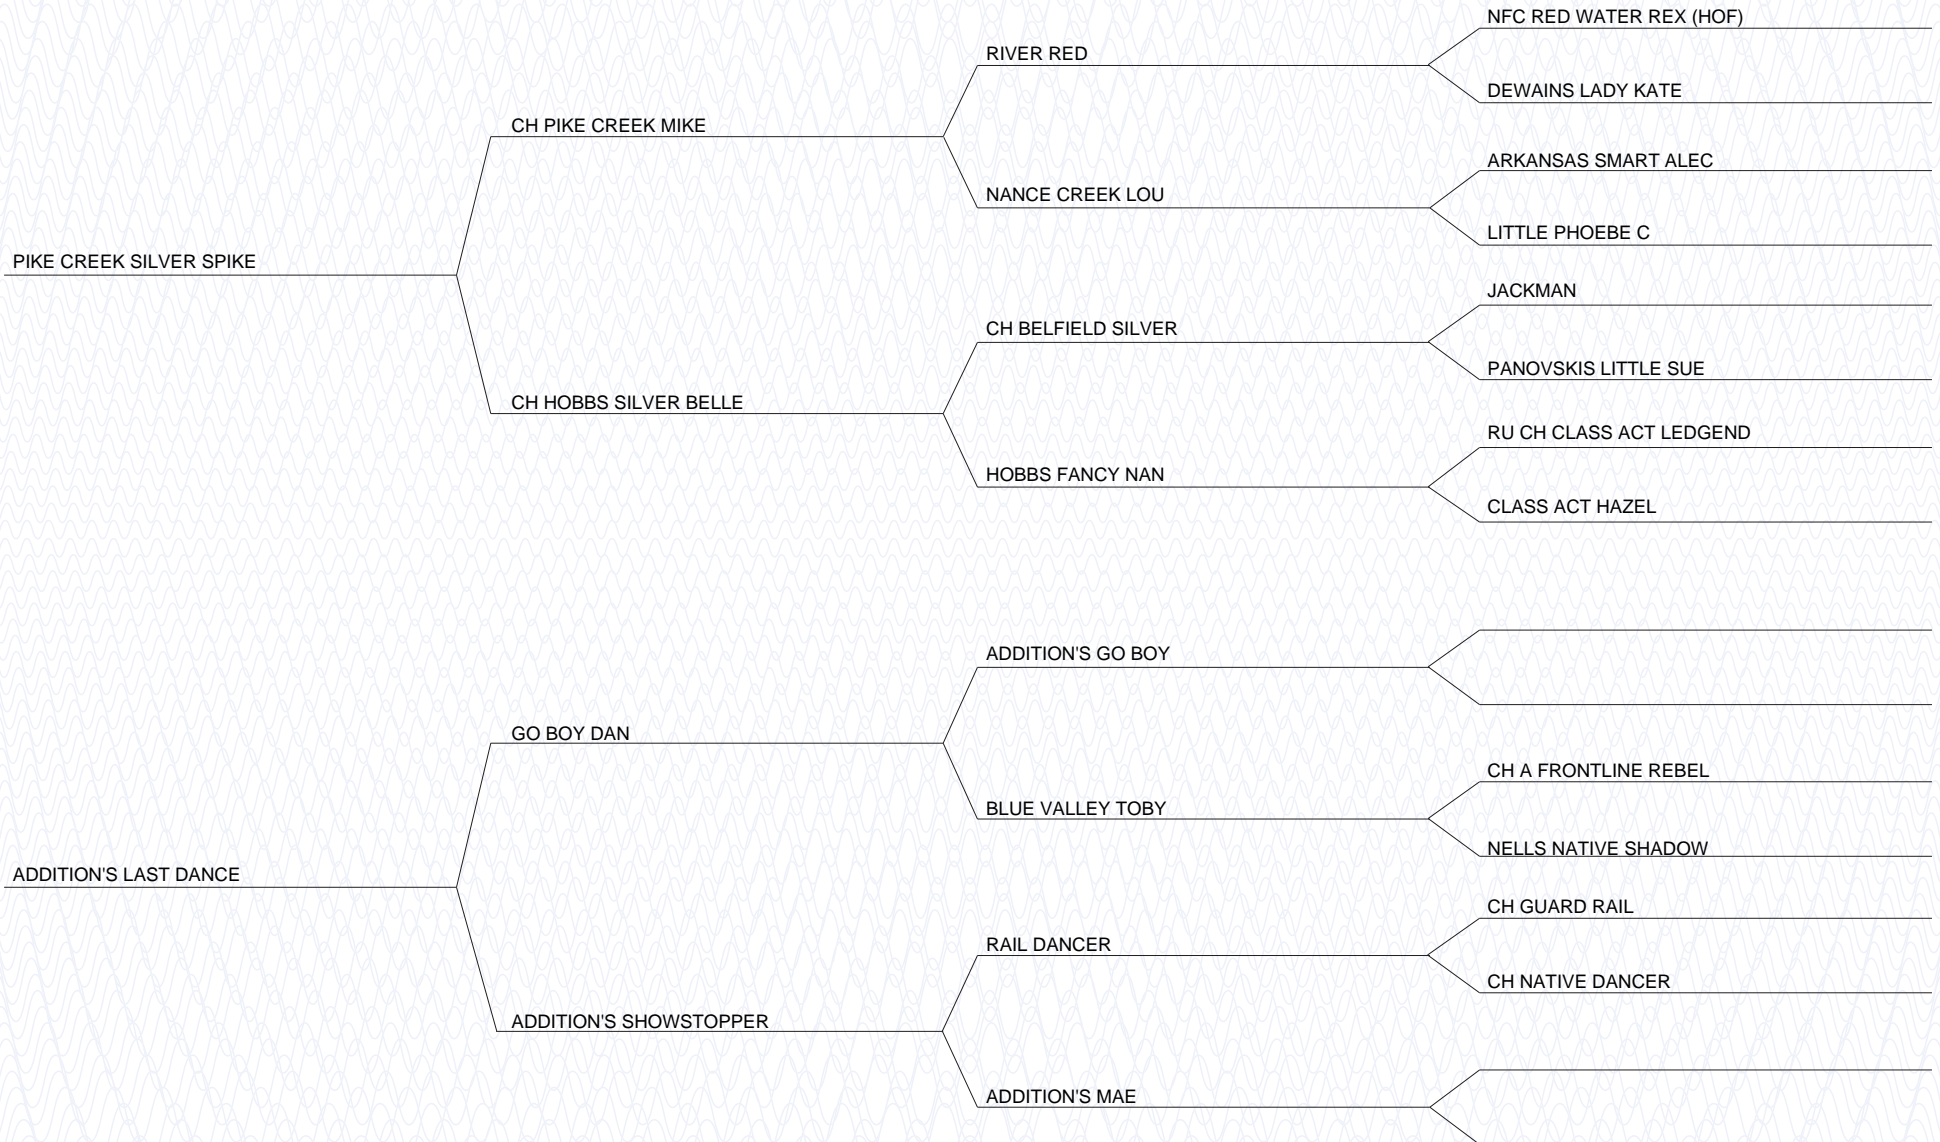 NFC RED WATER REX (HOF)
RIVER RED
DEWAINS LADY KATE
CH PIKE CREEK MIKE
ARKANSAS SMART ALEC
NANCE CREEK LOU
LITTLE PHOEBE C
PIKE CREEK SILVER SPIKE
JACKMAN
CH BELFIELD SILVER
PANOVSKIS LITTLE SUE
CH HOBBS SILVER BELLE
RU CH CLASS ACT LEDGEND
HOBBS FANCY NAN
CLASS ACT HAZEL
ADDITION'S GO BOY
GO BOY DAN
CH A FRONTLINE REBEL
BLUE VALLEY TOBY
NELLS NATIVE SHADOW
ADDITION'S LAST DANCE
CH GUARD RAIL
RAIL DANCER
CH NATIVE DANCER
ADDITION'S SHOWSTOPPER
ADDITION'S MAE